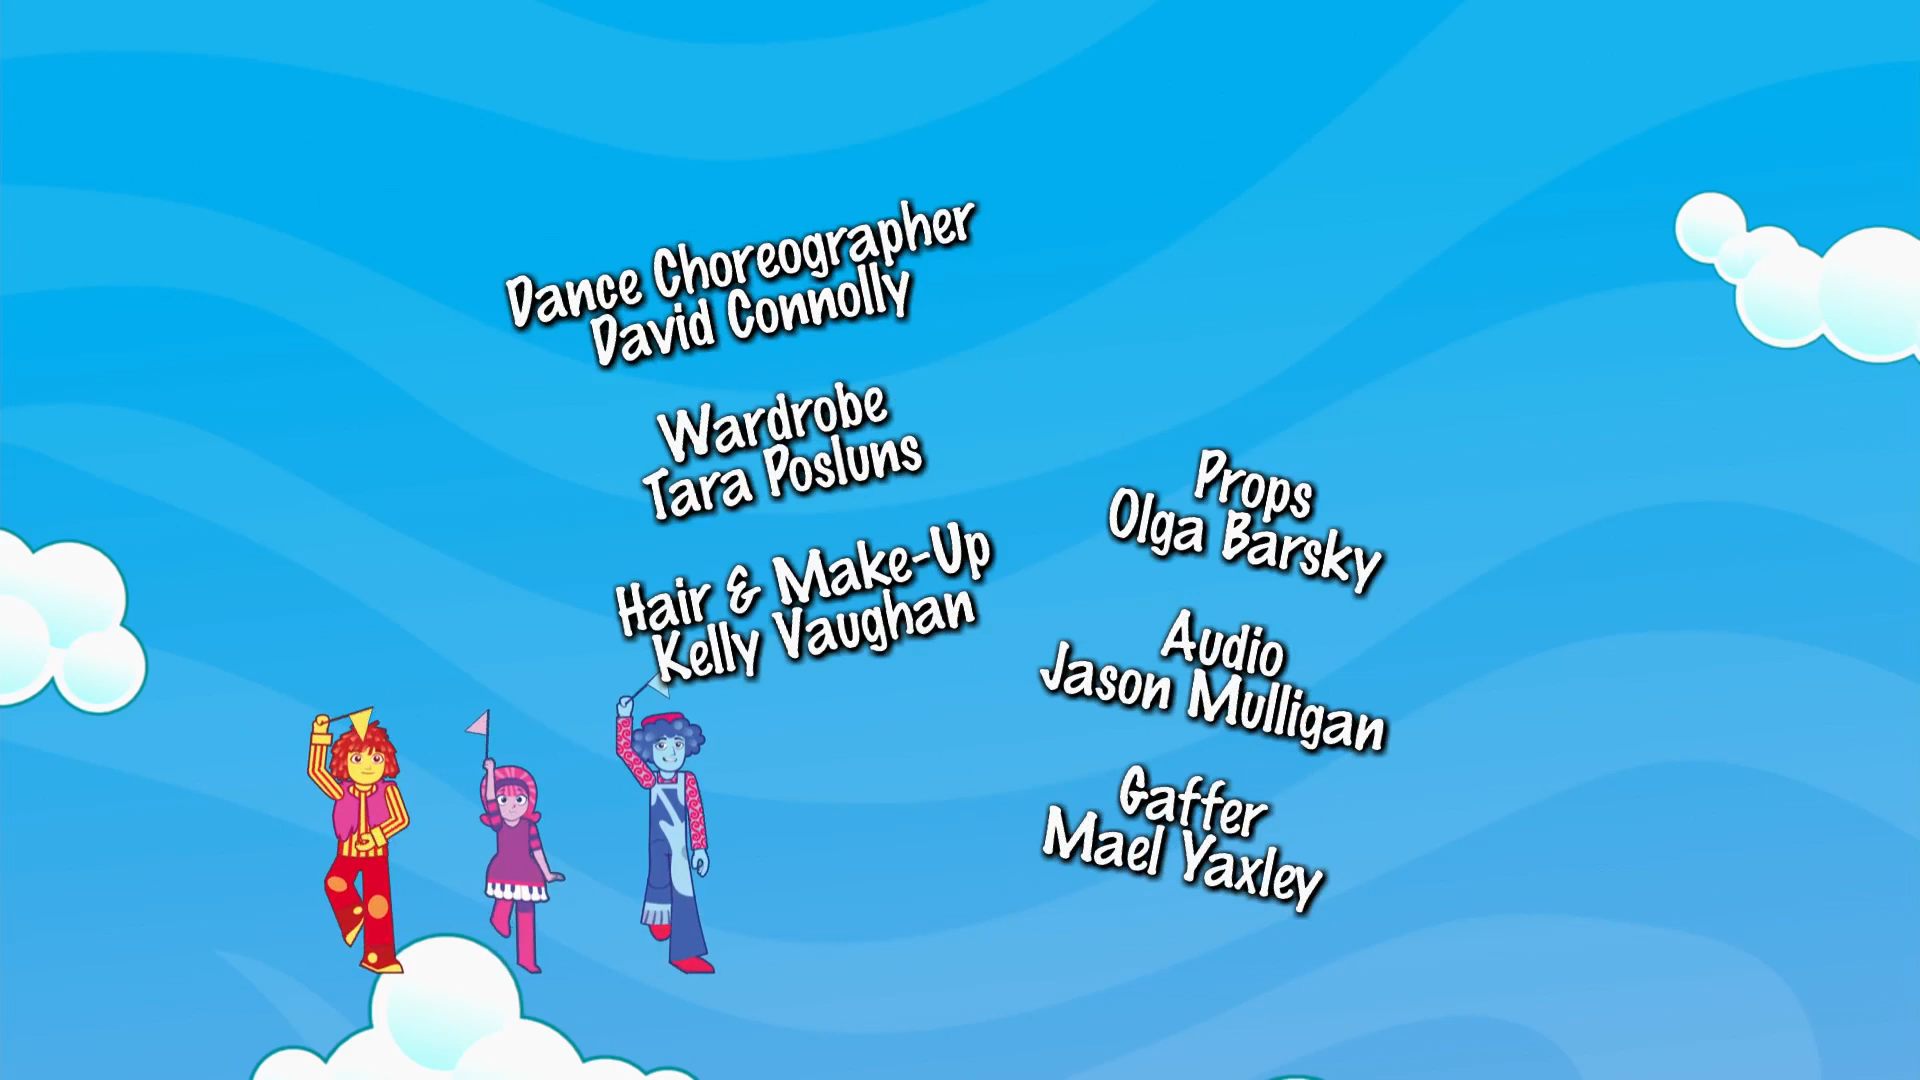 Dance Choreographer
David Connolly
Wardrobe
Tara Posluns
Hair & Make-Up
Kelly Vaughan
Props
Olga Barsky
Audio
Jason Mulligan
Gaffer
Mael Yaxley